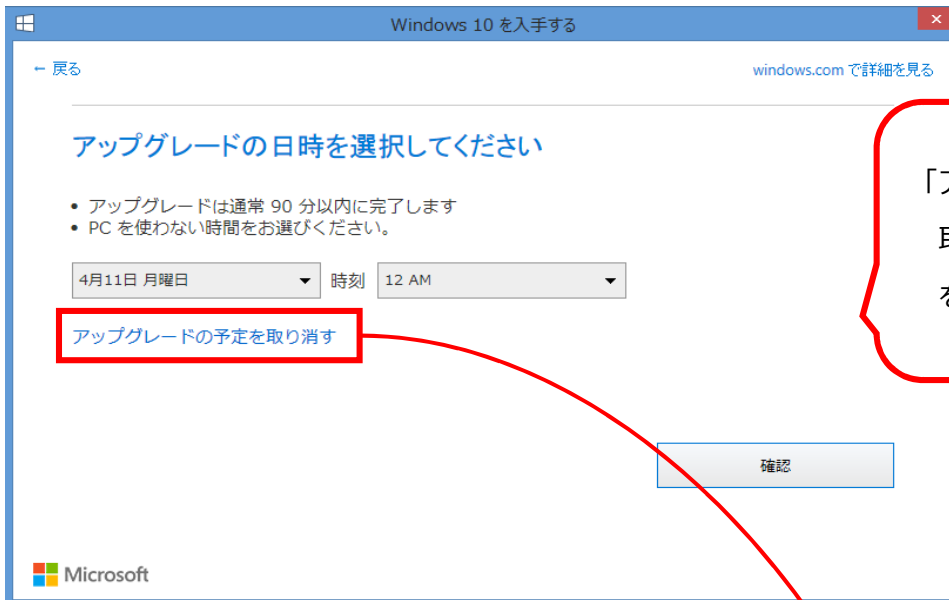 Windows 10 を入手する
← 戻る
windows.com で詳細を見る
アップグレードの日時を選択してください
• アップグレードは通常 90 分以内に完了します
• PC を使わない時間をお選びください。
4月11日 月曜日
時刻
12 AM
アップグレードの予定を取り消す
確認
Microsoft